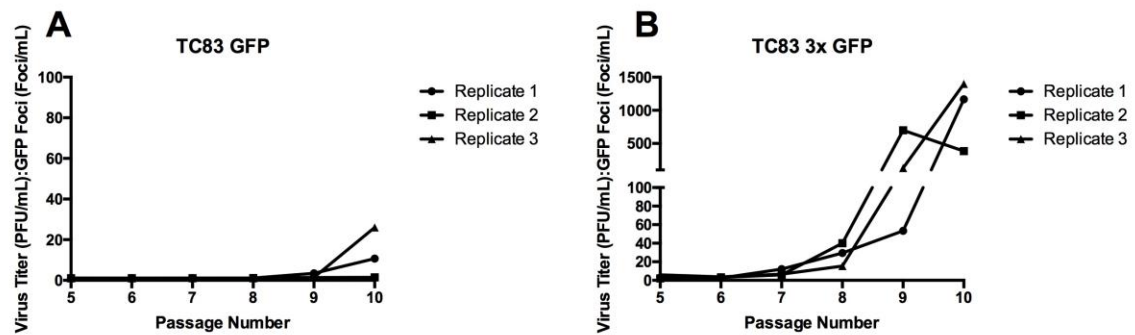 A
TC83 GFP
Virus Titer (PFU/mL):GFP Foci (Foci/mL)
100
80
60
40
20
0
5 6 7 8 9 10
Passage Number
Replicate 1
Replicate 2
Replicate 3
B
TC83 3x GFP
Virus Titer (PFU/mL):GFP Foci (Foci/mL)
1500
1000
500
100
80
60
40
20
0
5 6 7 8 9 10
Passage Number
Replicate 1
Replicate 2
Replicate 3